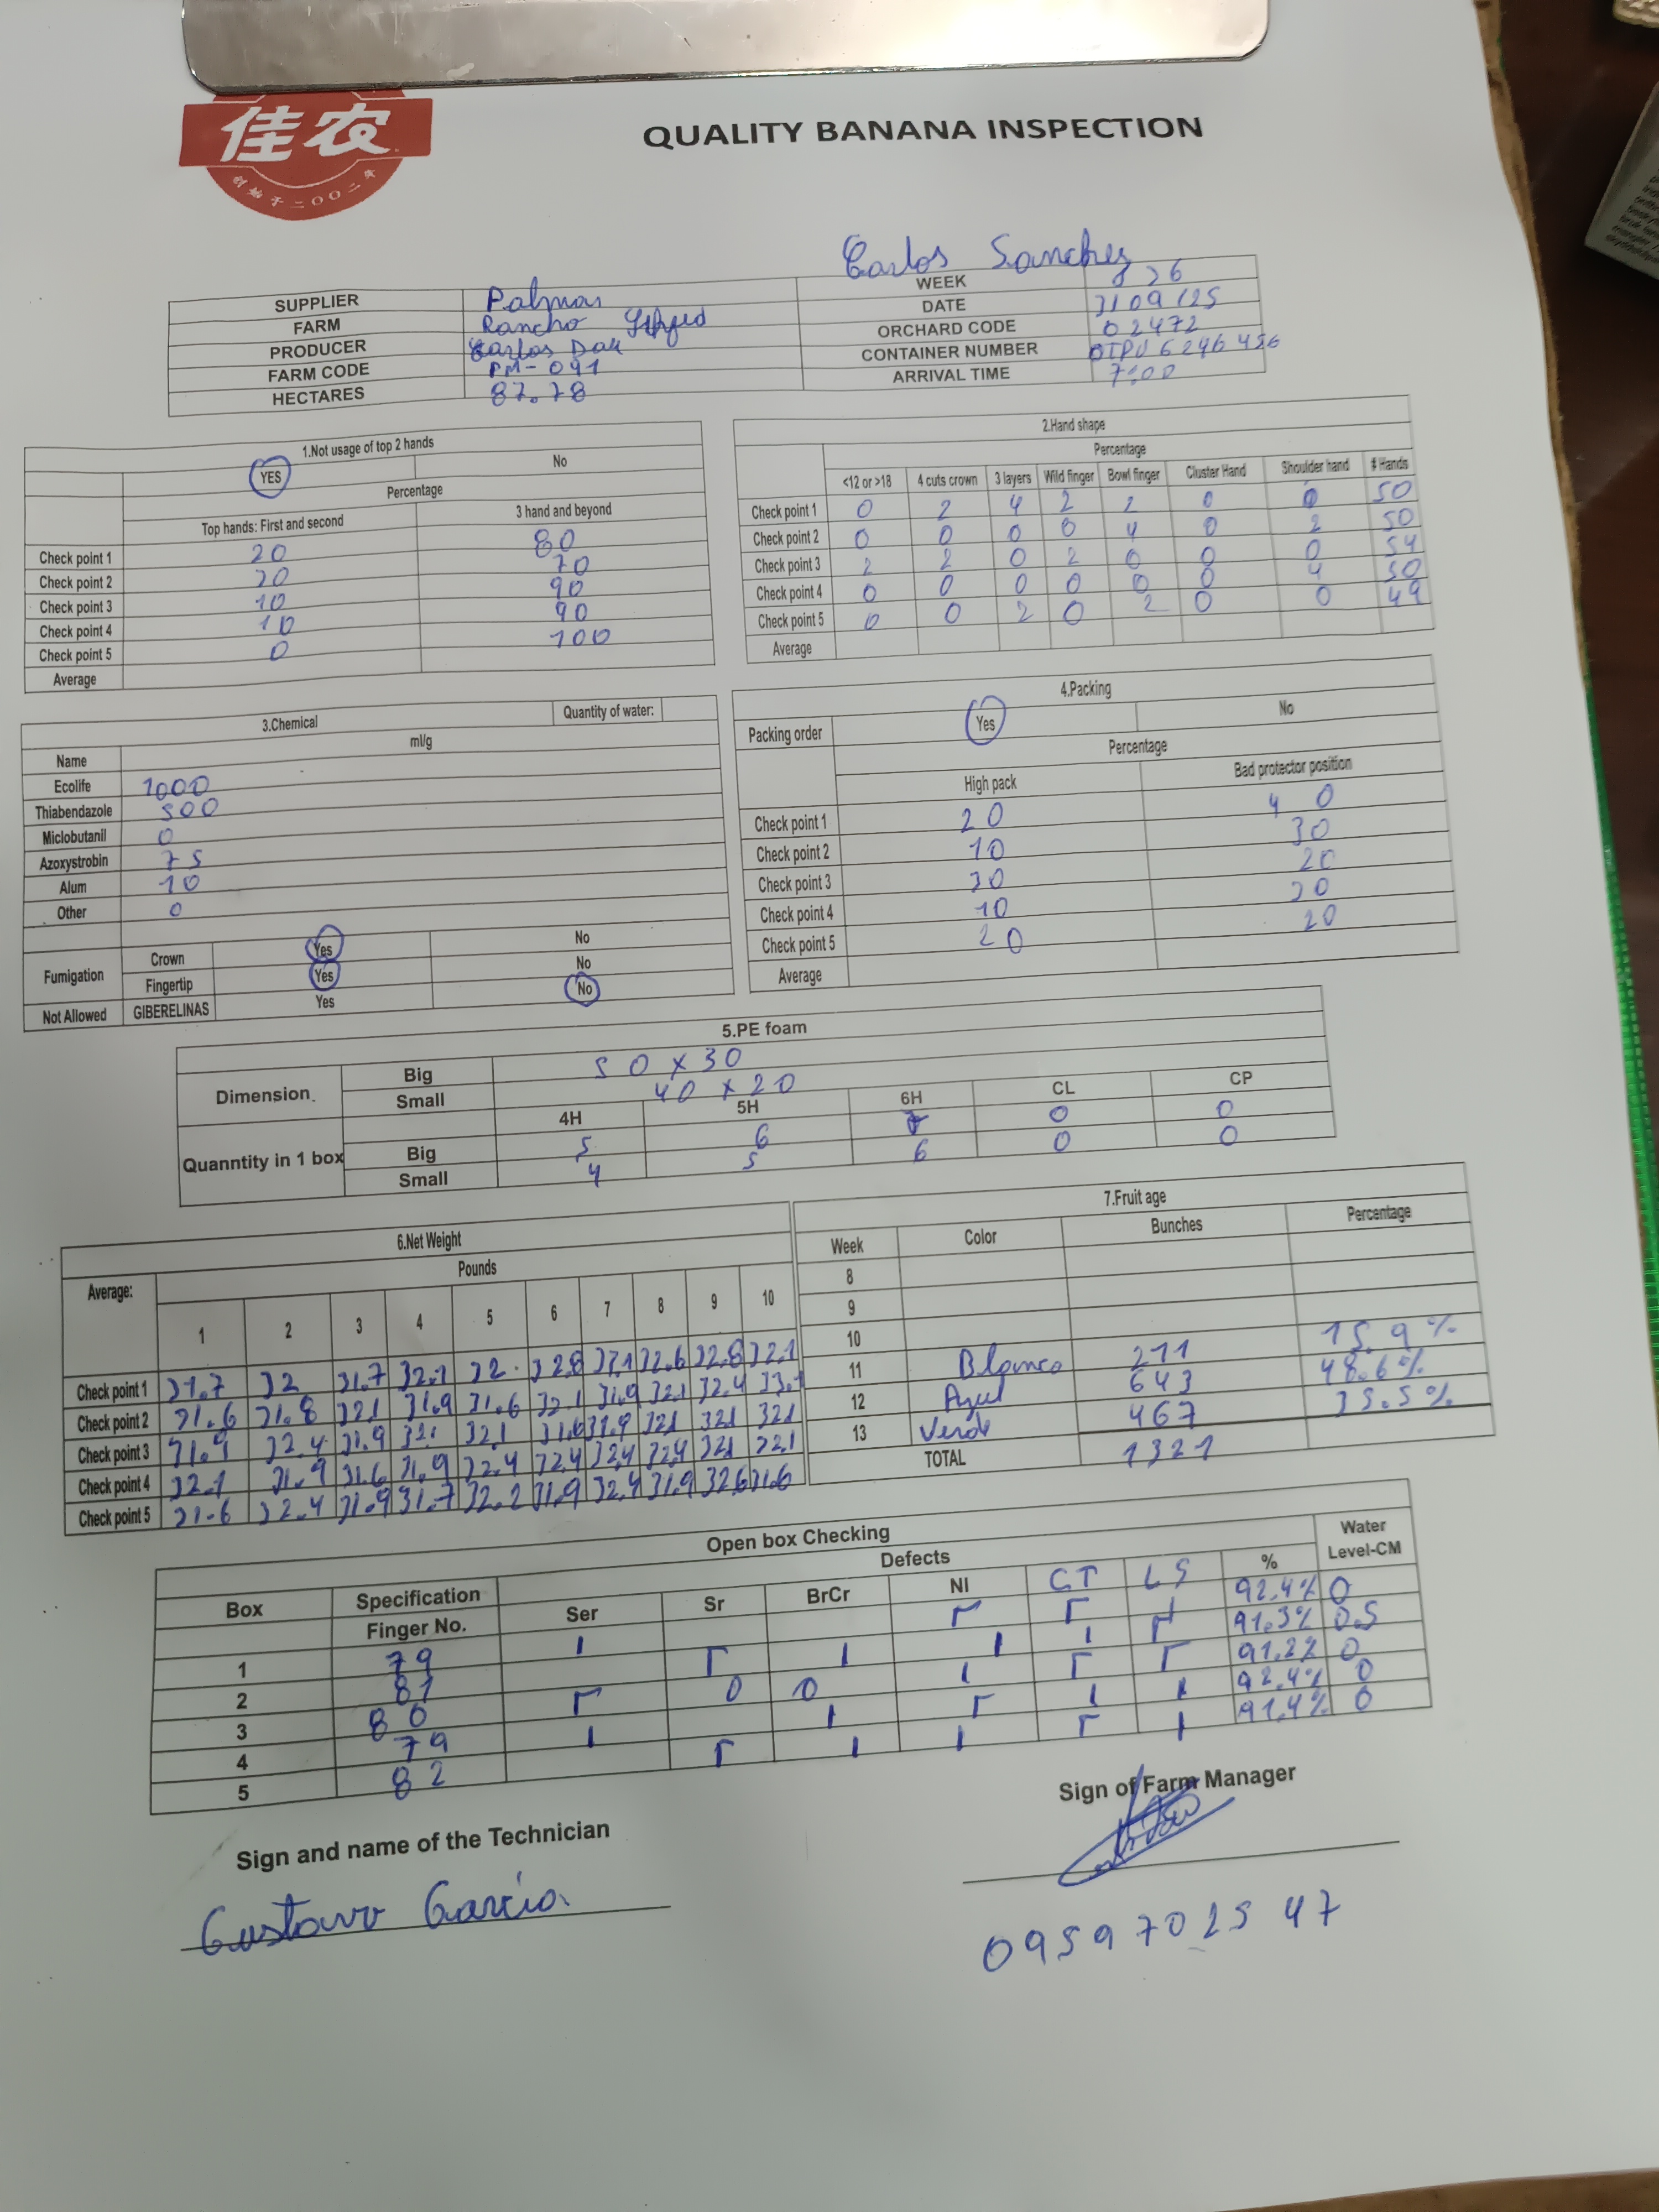 佳农
创始于二〇〇二年
QUALITY BANANA INSPECTION
Carlos Sanchez
SUPPLIER Palmas WEEK
FARM Rancho DATE 31 09 125
PRODUCER Carlos ORCHARD CODE 02472
FARM CODE PM-091 CONTAINER NUMBER
HECTARES 87.78 ARRIVAL TIME 7:00
1.Not usage of top 2 hands
YES No
Percentage
Top hands: First and second 3 hand and beyond
Check point 1 20 80
Check point 2 30 70
Check point 3 10 90
Check point 4 10 90
Check point 5 0 100
Average
2.Hand shape
Percentage
<12 or >18 4 cuts crown 3 layers Wild finger Bowl finger Cluster Hand Shoulder hand # Hands
Check point 1 0 2 4 2 2 0 0 50
Check point 2 0 0 0 0 4 0 2 50
Check point 3 2 2 0 2 0 0 0 54
Check point 4 0 0 0 0 0 0 4 50
Check point 5 0 0 2 0 2 0 0 49
Average
3.Chemical Quantity of water:
Name ml/g
Ecolife 1000
Thiabendazole 500
Miclobutanil 0
Azoxystrobin 75
Alum 10
Other 0
Fumigation Crown Yes No
Fingertip Yes No
Not Allowed GIBERELINAS Yes No
4.Packing
Packing order Yes No
Percentage
High pack Bad protector position
Check point 1 20 40
Check point 2 10 30
Check point 3 30 20
Check point 4 10 30
Check point 5 20 20
Average
5.PE foam
Dimension. Big 50 x 30
Small 40 x 20
4H 5H 6H CL CP
Quanntity in 1 box Big 5 6 7 0 0
Small 4 5 6 0 0
6.Net Weight
Average: Pounds
1 2 3 4 5 6 7 8 9 10
Check point 1 31.7 32 31.7 32.1 32. 32.8 32.1 32.6 32.8 32.1
Check point 2 31.6 31.8 321 31.9 31.6 32.1 31.9 32.1 32.4 33.1
Check point 3 31.9 32.4 31.9 32.1 32.1 31.6 31.9 321 321 321
Check point 4 32.1 31.9 31.6 31.9 32.4 32.4 32.4 32.4 321 32.1
Check point 5 31.6 32.4 31.9 31.7 32.2 31.9 32.4 31.9 32.6 31.6
7.Fruit age
Week Color Bunches Percentage
8
9
10
11 Blanco 211 15.9%
12 Azul 643 48.6%
13 Verde 467 35.5%
TOTAL 1321
Open box Checking
Box Specification Defects % Water Level-CM
Finger No. Ser Sr BrCr NI CT LS
1 79 92.4% 0
2 81 91.3% 0.5
3 80 0 0 91.2% 0
4 79 92.4% 0
5 82 91.4% 0
Sign and name of the Technician
Gustavo Garcia
Sign of Farm Manager
0959702547